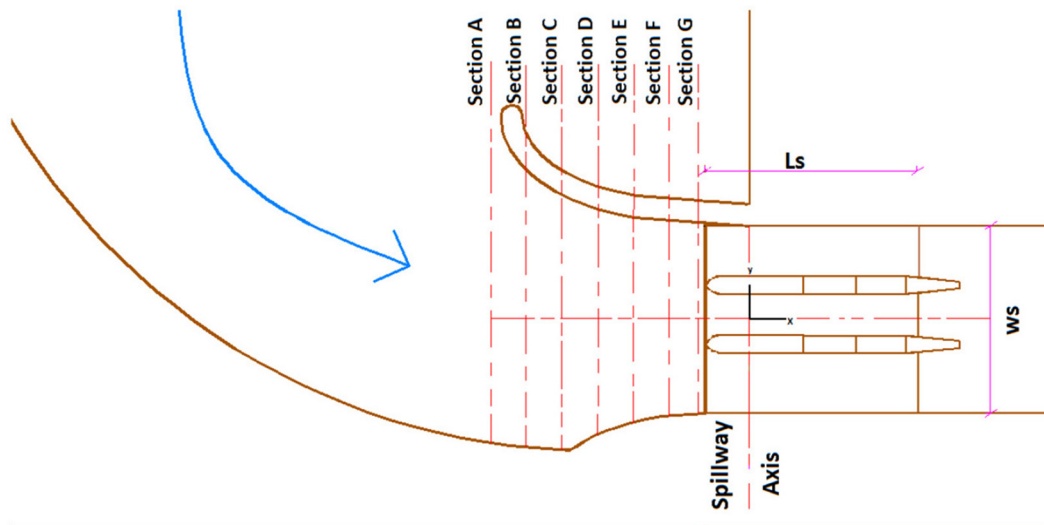 Section A
Section B
Section C
Section D
Section E
Section F
Section G
Ls
y
x
ws
Spillway
Axis